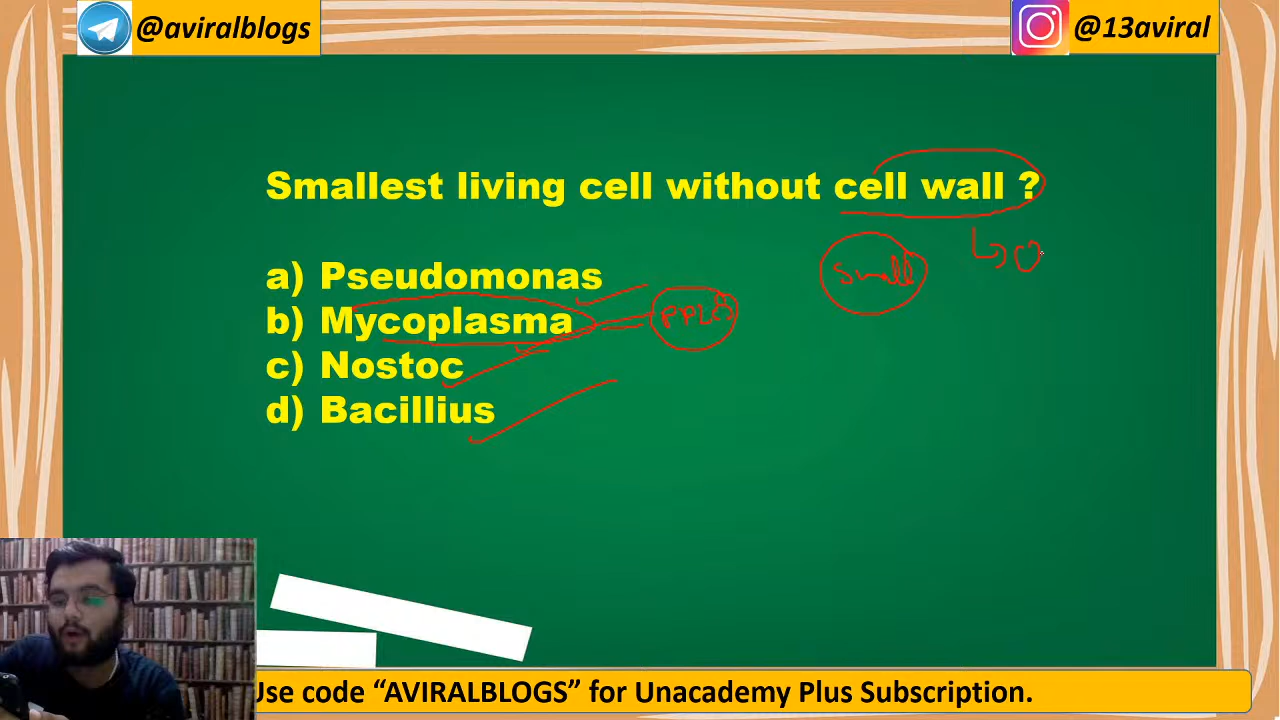 @aviralblogs
@13aviral
Smallest living cell without cell wall ?
small
a) Pseudomonas
b) Mycoplasma
c) Nostoc
d) Bacillius
Use code “AVIRALBLOGS” for Unacademy Plus Subscription.